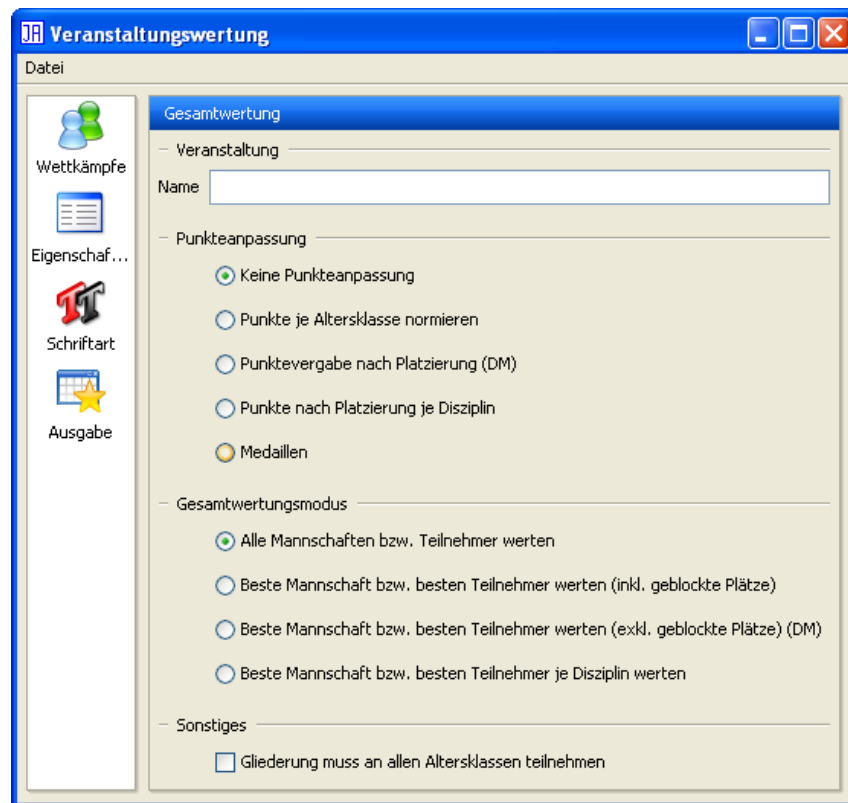 JA Veranstaltungswertung
Datei
Wettkämpfe
Eigenschaf...
Schriftart
Ausgabe
Gesamtwertung
Veranstaltung
Name
Punkteanpassung
Keine Punkteanpassung
Punkte je Altersklasse normieren
Punktevergabe nach Platzierung (DM)
Punkte nach Platzierung je Disziplin
Medaillen
Gesamtwertungsmodus
Alle Mannschaften bzw. Teilnehmer werten
Beste Mannschaft bzw. besten Teilnehmer werten (inkl. geblockte Plätze)
Beste Mannschaft bzw. besten Teilnehmer werten (exkl. geblockte Plätze) (DM)
Beste Mannschaft bzw. besten Teilnehmer je Disziplin werten
Sonstiges
Gliederung muss an allen Altersklassen teilnehmen